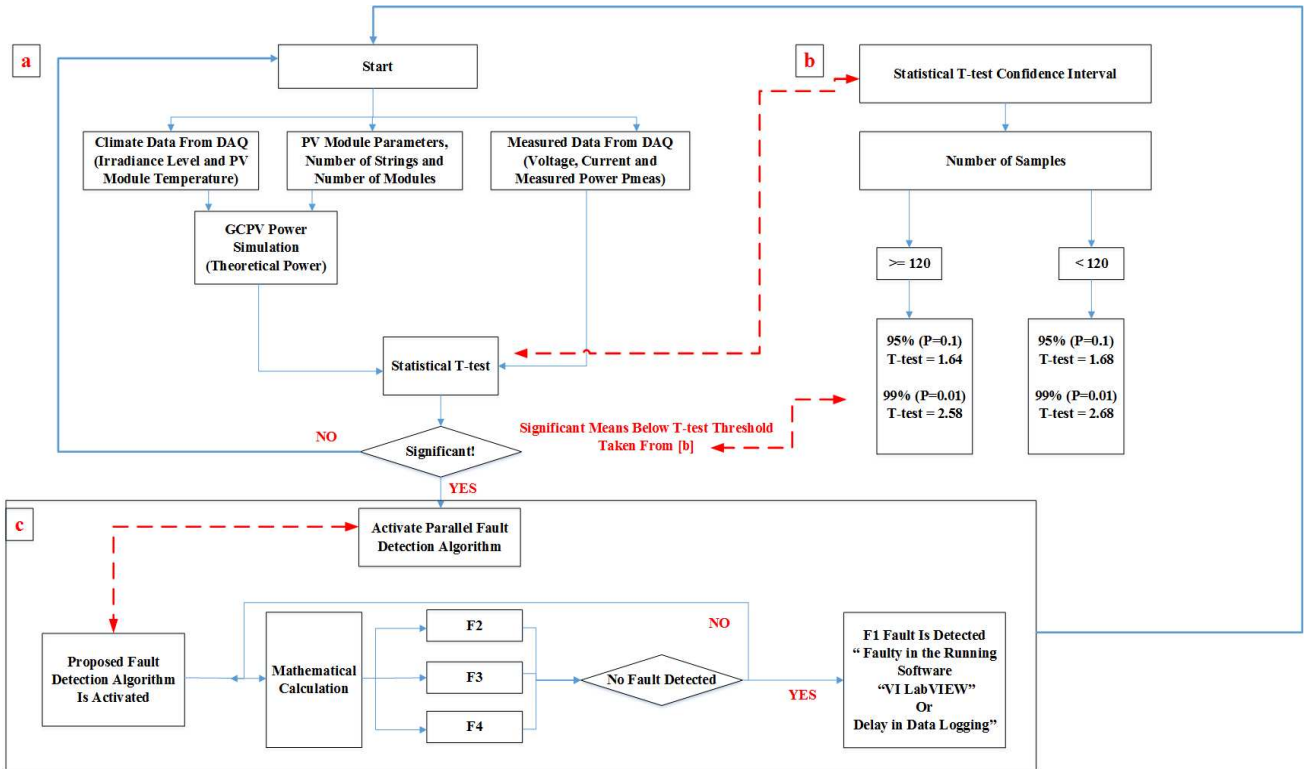 a
Start
Climate Data From DAQ
(Irradiance Level and PV
Module Temperature)
PV Module Parameters,
Number of Strings and
Number of Modules
Measured Data From DAQ
(Voltage, Current and
Measured Power Pmeas)
GCPV Power
Simulation
(Theoretical Power)
Statistical T-test
NO
Significant!
YES
Significant Means Below T-test Threshold
Taken From [b]
b
Statistical T-test Confidence Interval
Number of Samples
>= 120
< 120
95% (P=0.1)
T-test = 1.64
99% (P=0.01)
T-test = 2.58
95% (P=0.1)
T-test = 1.68
99% (P=0.01)
T-test = 2.68
c
Activate Parallel Fault
Detection Algorithm
Proposed Fault
Detection Algorithm
Is Activated
Mathematical
Calculation
F2
F3
F4
No Fault Detected
NO
YES
F1 Fault Is Detected
“ Faulty in the Running
Software
“VI LabVIEW”
Or
Delay in Data Logging”